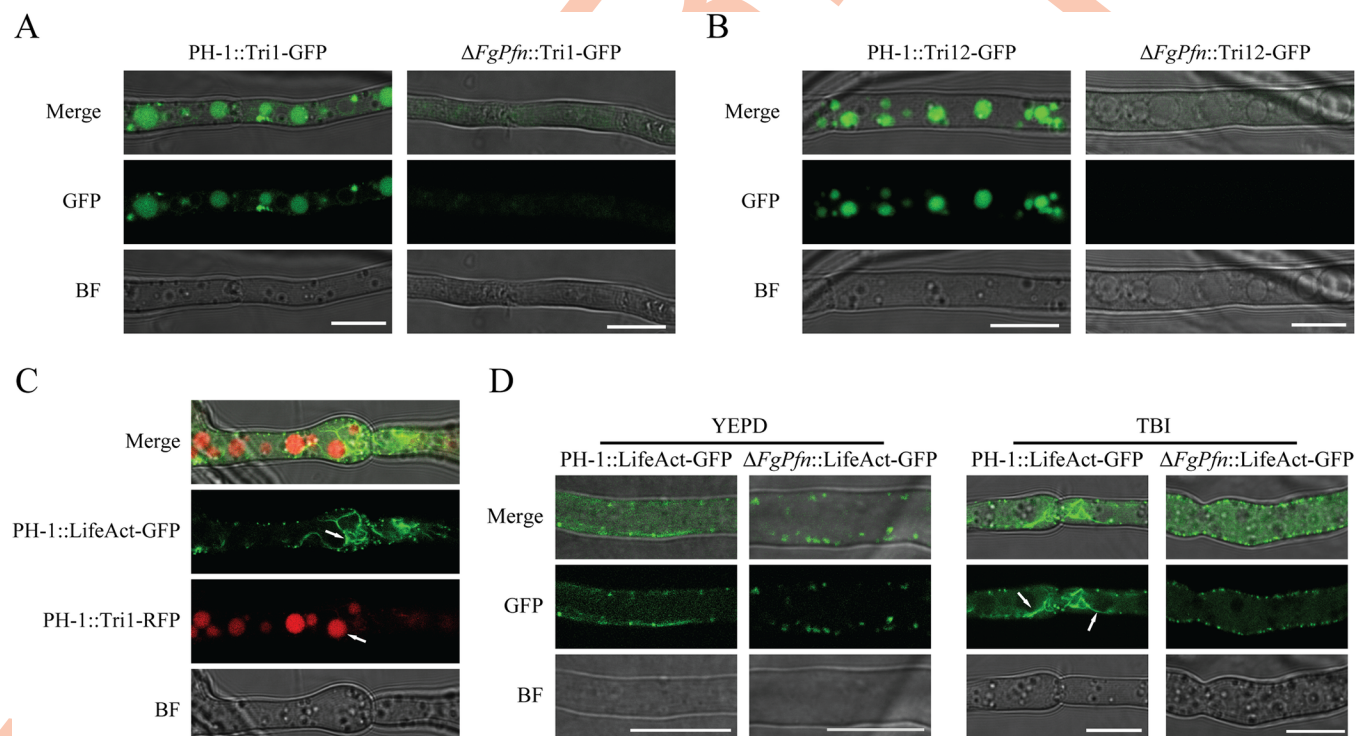 A
PH-1::Tri1-GFP
ΔFgPfn::Tri1-GFP
Merge
GFP
BF
B
PH-1::Tri12-GFP
ΔFgPfn::Tri12-GFP
Merge
GFP
BF
C
Merge
PH-1::LifeAct-GFP
PH-1::Tri1-RFP
BF
D
YEPD
TBI
PH-1::LifeAct-GFP
ΔFgPfn::LifeAct-GFP
PH-1::LifeAct-GFP
ΔFgPfn::LifeAct-GFP
Merge
GFP
BF